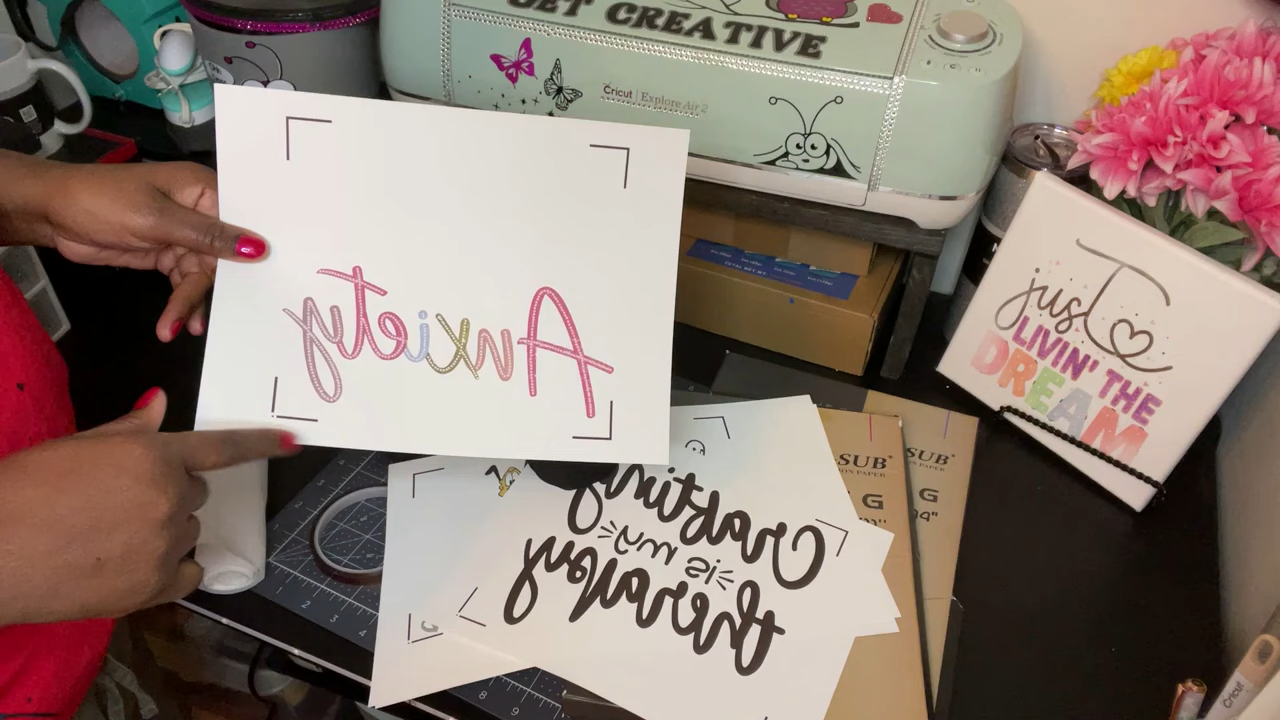 GET CREATIVE
Cricut | Explore Air 2
Anxiety
just
LIVIN' THE
DREAM
Crafting
is my
therapy
SUB
G
SUB
G
Cricut